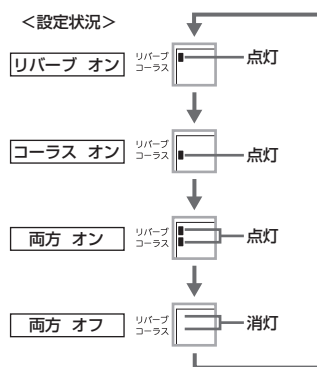 ＜設定状況＞
リバーブ オン
リバーブ
コーラス
点灯
コーラス オン
リバーブ
コーラス
点灯
両方 オン
リバーブ
コーラス
点灯
両方 オフ
リバーブ
コーラス
消灯